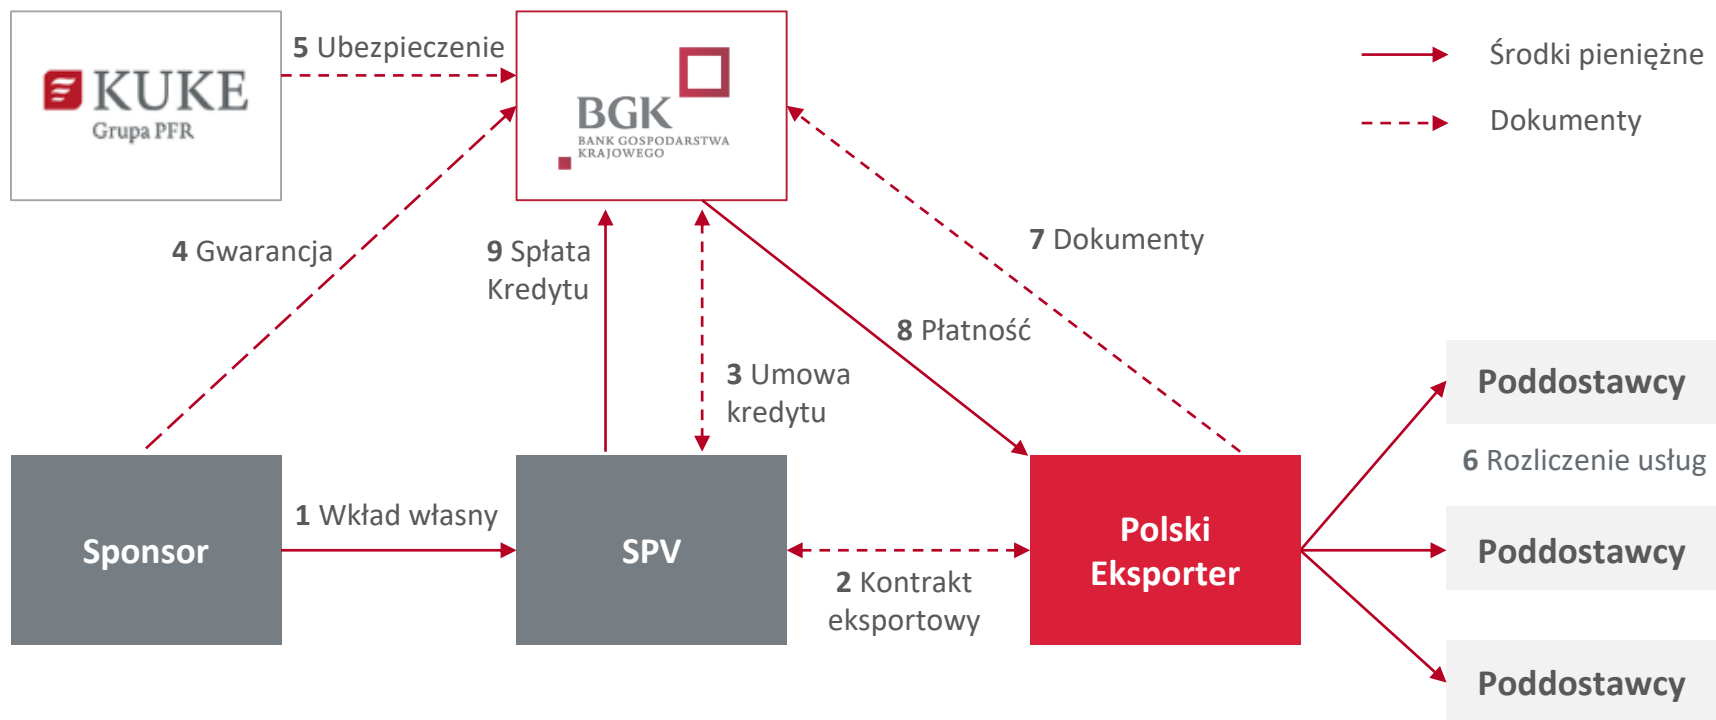 KUKE
Grupa PFR
5 Ubezpieczenie
BGK
BANK GOSPODARSTWA
KRAJOWEGO
Środki pieniężne
Dokumenty
4 Gwarancja
9 Spłata
Kredytu
7 Dokumenty
8 Płatność
3 Umowa
kredytu
Poddostawcy
6 Rozliczenie usług
Sponsor
1 Wkład własny
SPV
2 Kontrakt
eksportowy
Polski
Eksporter
Poddostawcy
Poddostawcy